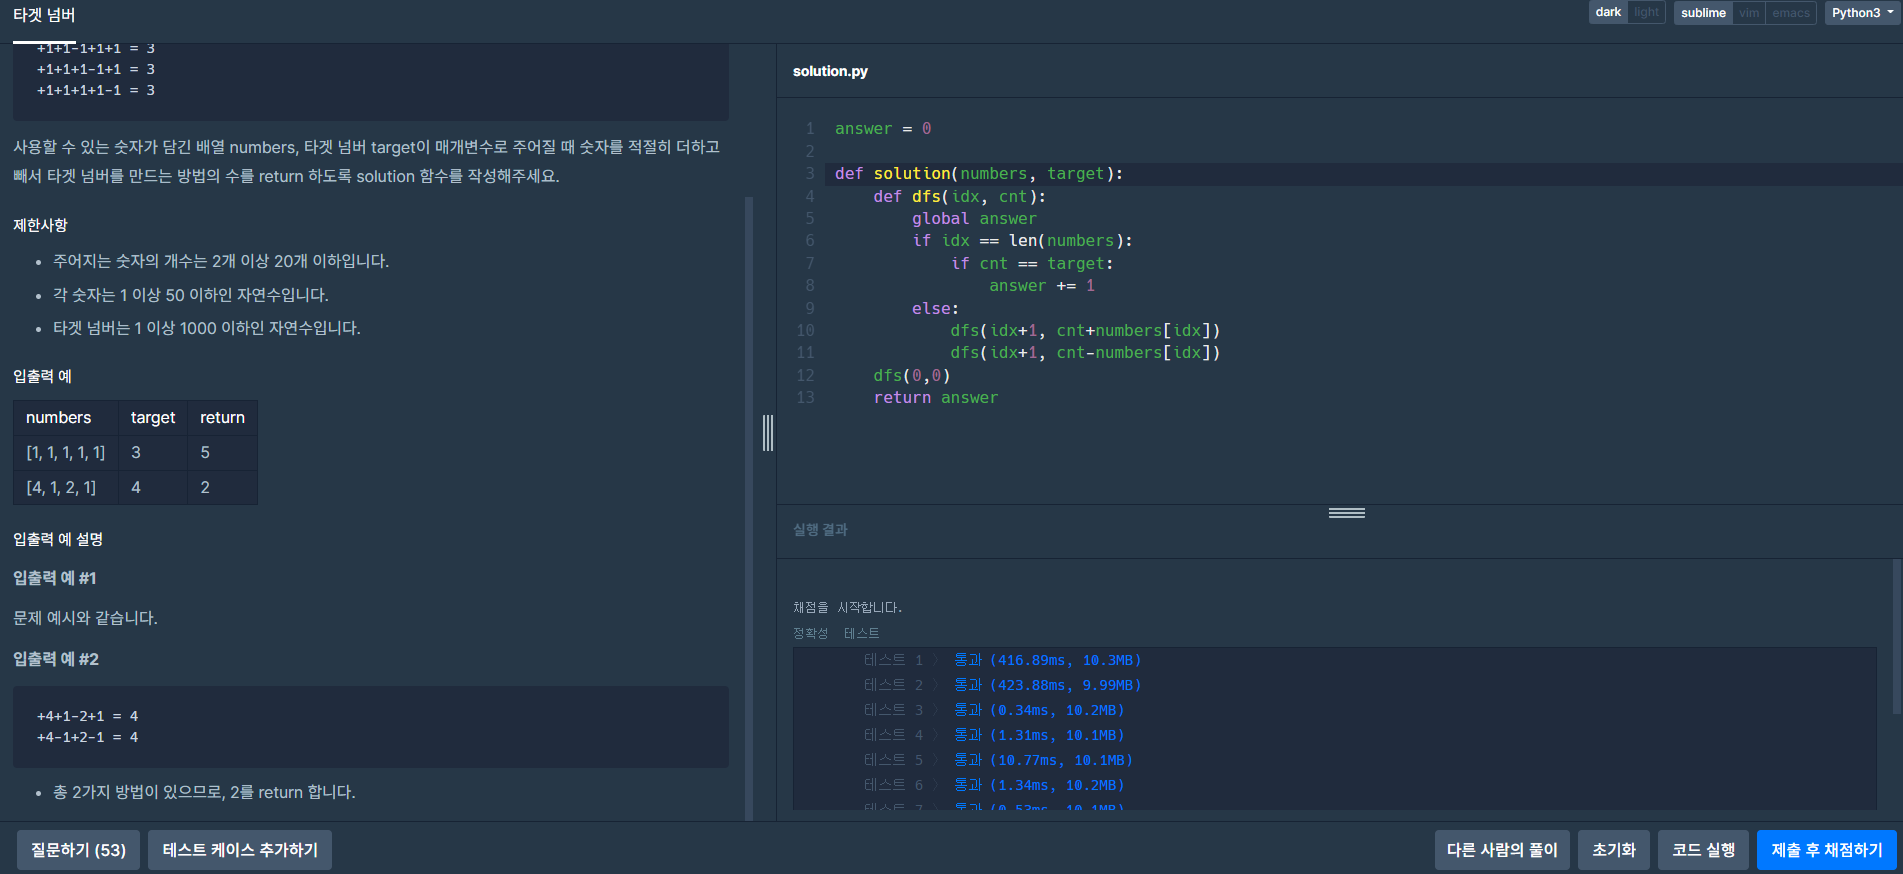 타겟 넘버
dark light sublime vim emacs Python3
+1+1-1+1+1 = 3
+1+1+1-1+1 = 3
+1+1+1+1-1 = 3
사용할 수 있는 숫자가 담긴 배열 numbers, 타겟 넘버 target이 매개변수로 주어질 때 숫자를 적절히 더하고
빼서 타겟 넘버를 만드는 방법의 수를 return 하도록 solution 함수를 작성해주세요.
제한사항
• 주어지는 숫자의 개수는 2개 이상 20개 이하입니다.
• 각 숫자는 1 이상 50 이하인 자연수입니다.
• 타겟 넘버는 1 이상 1000 이하인 자연수입니다.
입출력 예
numbers target return
[1, 1, 1, 1, 1] 3 5
[4, 1, 2, 1] 4 2
입출력 예 설명
입출력 예 #1
문제 예시와 같습니다.
입출력 예 #2
+4+1-2+1 = 4
+4-1+2-1 = 4
• 총 2가지 방법이 있으므로, 2를 return 합니다.
solution.py
1 answer = 0
2
3 def solution(numbers, target):
4     def dfs(idx, cnt):
5         global answer
6         if idx == len(numbers):
7             if cnt == target:
8                 answer += 1
9         else:
10             dfs(idx+1, cnt+numbers[idx])
11             dfs(idx+1, cnt-numbers[idx])
12     dfs(0,0)
13     return answer
실행 결과
채점을 시작합니다.
정확성 테스트
테스트 1 〉 통과 (416.89ms, 10.3MB)
테스트 2 〉 통과 (423.88ms, 9.99MB)
테스트 3 〉 통과 (0.34ms, 10.2MB)
테스트 4 〉 통과 (1.31ms, 10.1MB)
테스트 5 〉 통과 (10.77ms, 10.1MB)
테스트 6 〉 통과 (1.34ms, 10.2MB)
테스트 7 〉 통과 (0.53ms, 10.1MB)
질문하기 (53) 테스트 케이스 추가하기 다른 사람의 풀이 초기화 코드 실행 제출 후 채점하기